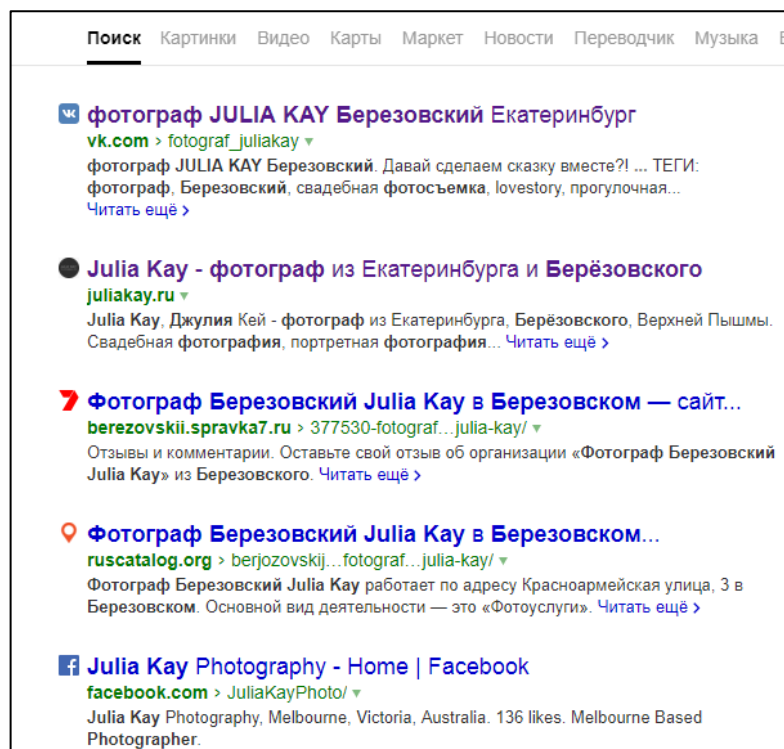 Поиск Картинки Видео Карты Маркет Новости Переводчик Музыка
фотограф JULIA KAY Березовский Екатеринбург
vk.com › fotograf_juliakay
фотограф JULIA KAY Березовский. Давай сделаем сказку вместе?! ... ТЕГИ:
фотограф, Березовский, свадебная фотосъемка, lovestory, прогулочная...
Читать ещё ›
Julia Kay - фотограф из Екатеринбурга и Берёзовского
juliakay.ru
Julia Kay, Джулия Кей - фотограф из Екатеринбурга, Берёзовского, Верхней Пышмы.
Свадебная фотография, портретная фотография... Читать ещё ›
Фотограф Березовский Julia Kay в Березовском — сайт...
berezovskii.spravka7.ru › 377530-fotograf...julia-kay/
Отзывы и комментарии. Оставьте свой отзыв об организации «Фотограф Березовский
Julia Kay» из Березовского. Читать ещё ›
Фотограф Березовский Julia Kay в Березовском...
ruscatalog.org › berjozovskij...fotograf...julia-kay/
Фотограф Березовский Julia Kay работает по адресу Красноармейская улица, 3 в
Березовском. Основной вид деятельности — это «Фотоуслуги». Читать ещё ›
Julia Kay Photography - Home | Facebook
facebook.com › JuliaKayPhoto/
Julia Kay Photography, Melbourne, Victoria, Australia. 136 likes. Melbourne Based
Photographer.